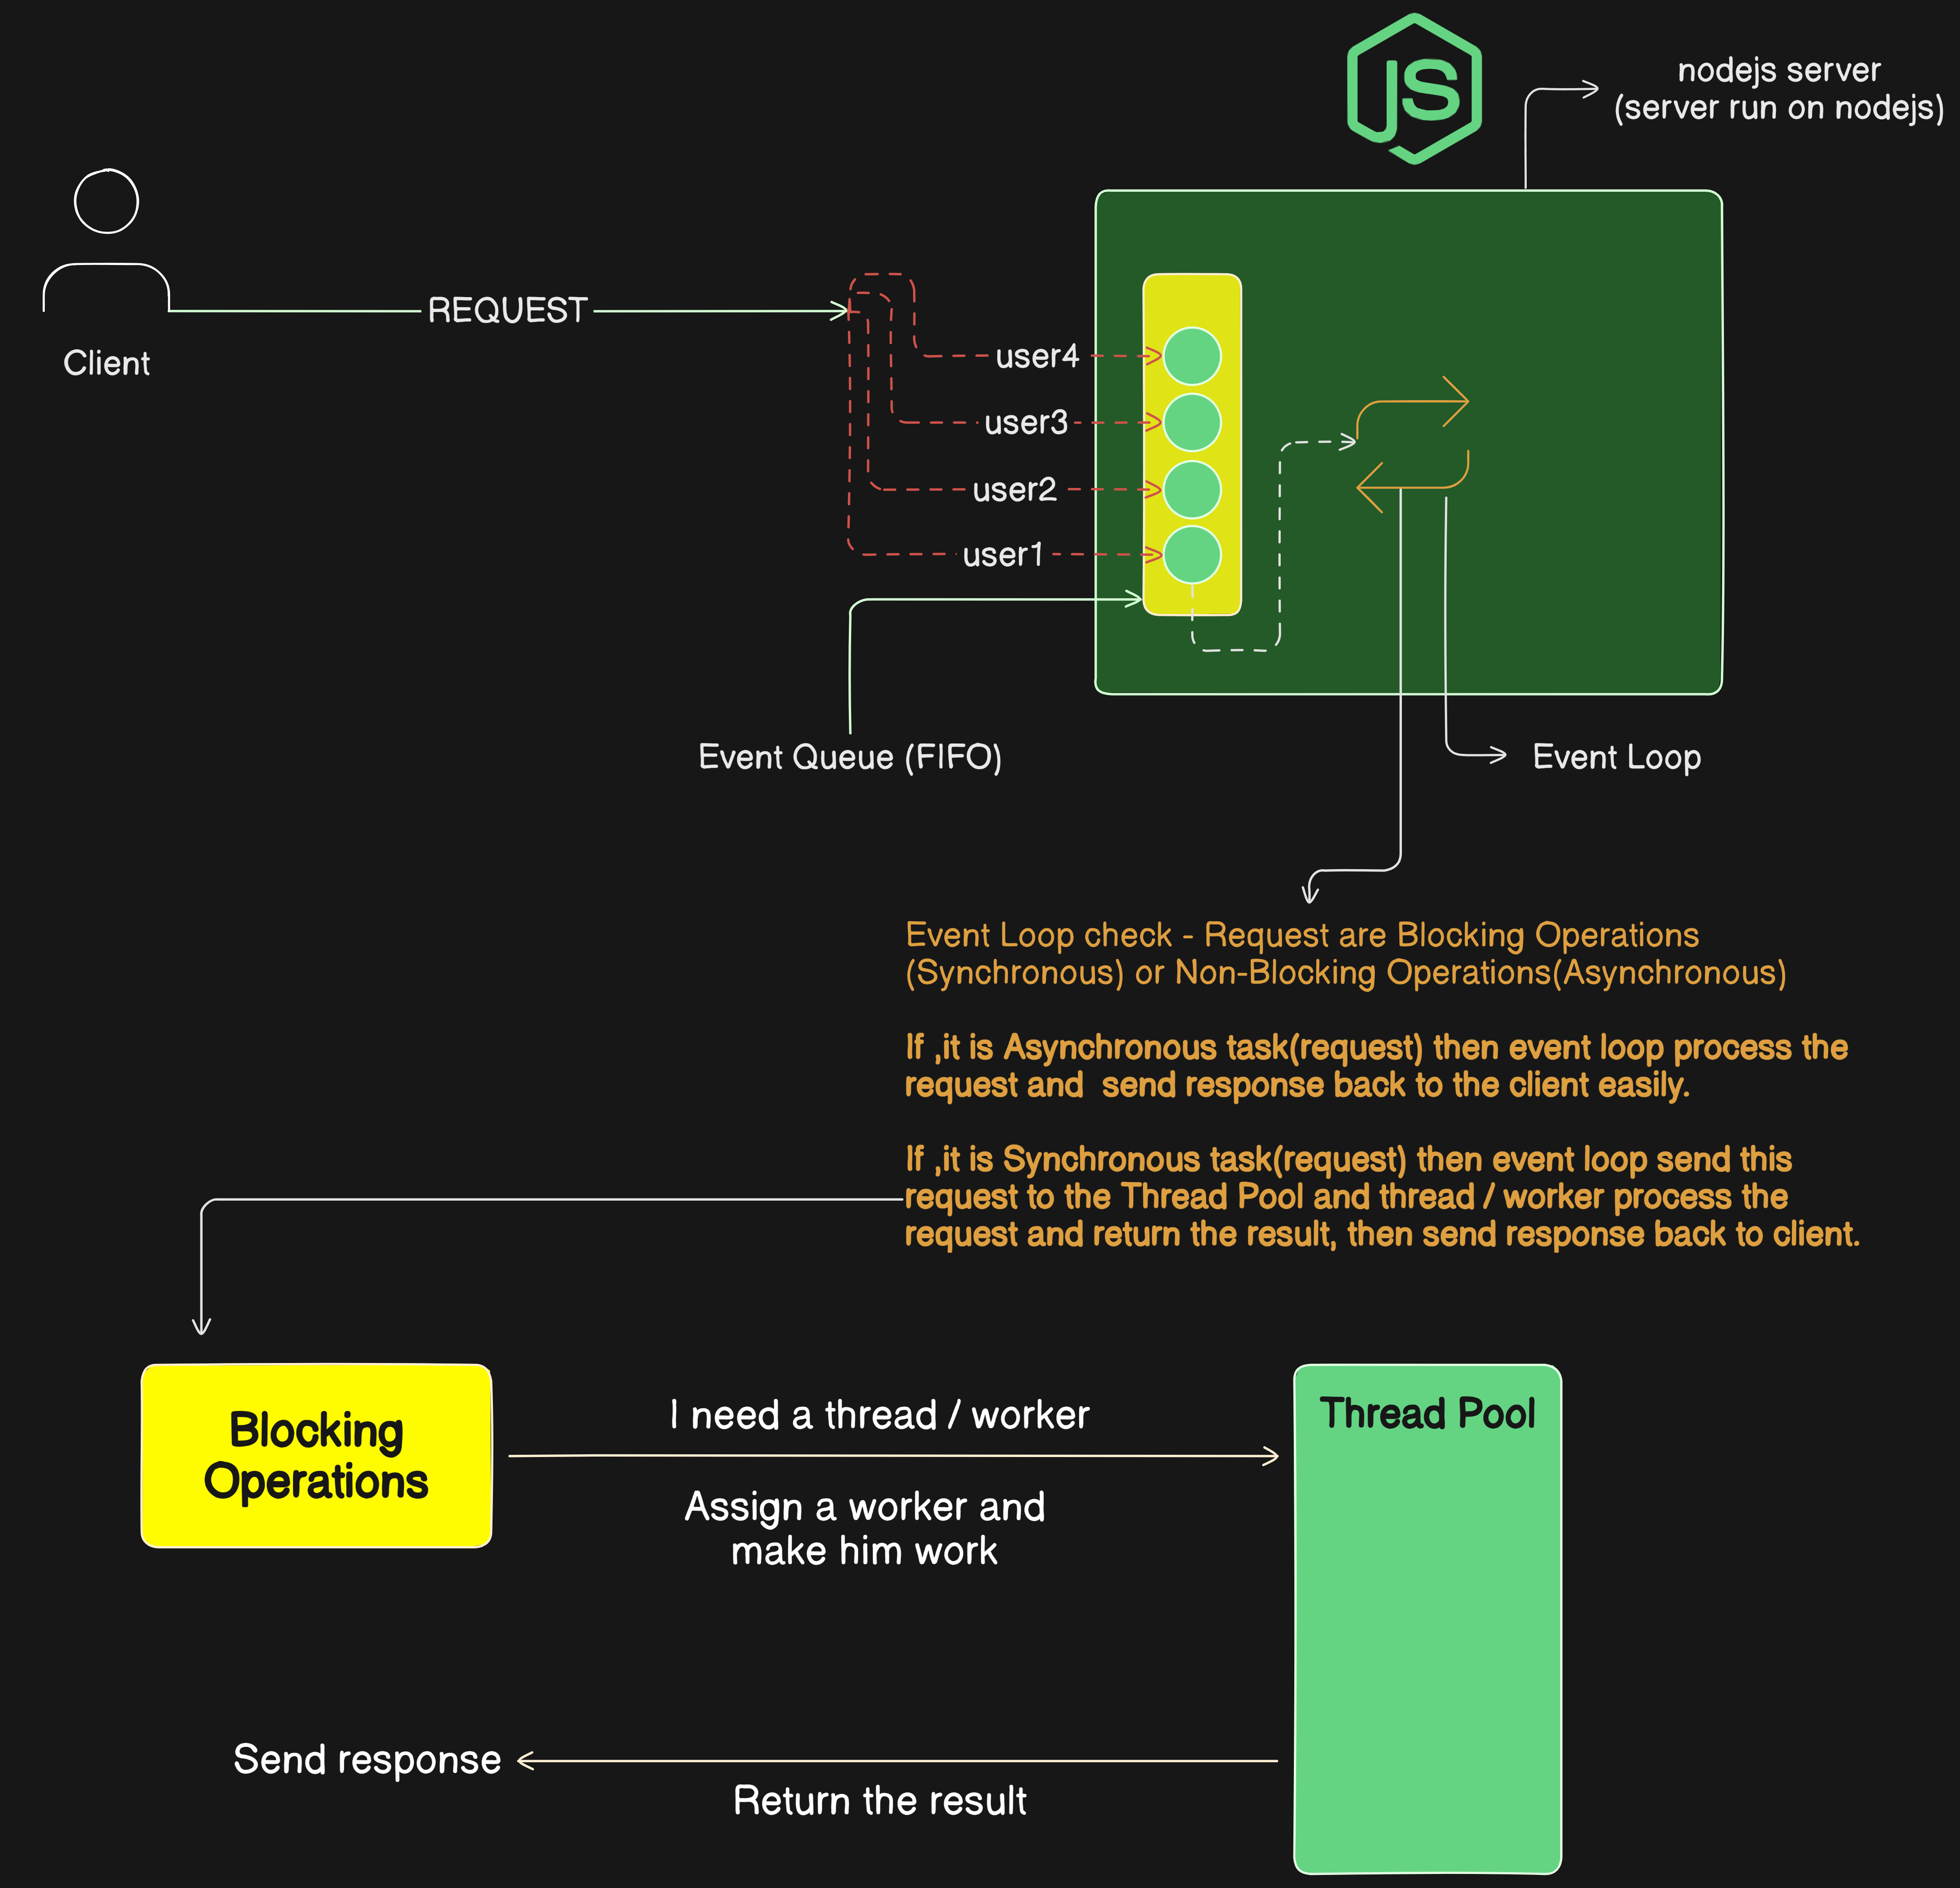 JS
nodejs server
(server run on nodejs)
REQUEST
Client
user4
user3
user2
user1
Event Queue (FIFO)
Event Loop
Event Loop check - Request are Blocking Operations
(Synchronous) or Non-Blocking Operations(Asynchronous)
If ,it is Asynchronous task(request) then event loop process the
request and  send response back to the client easily.
If ,it is Synchronous task(request) then event loop send this
request to the Thread Pool and thread / worker process the
request and return the result, then send response back to client.
Blocking
Operations
I need a thread / worker
Assign a worker and
make him work
Thread Pool
Send response
Return the result